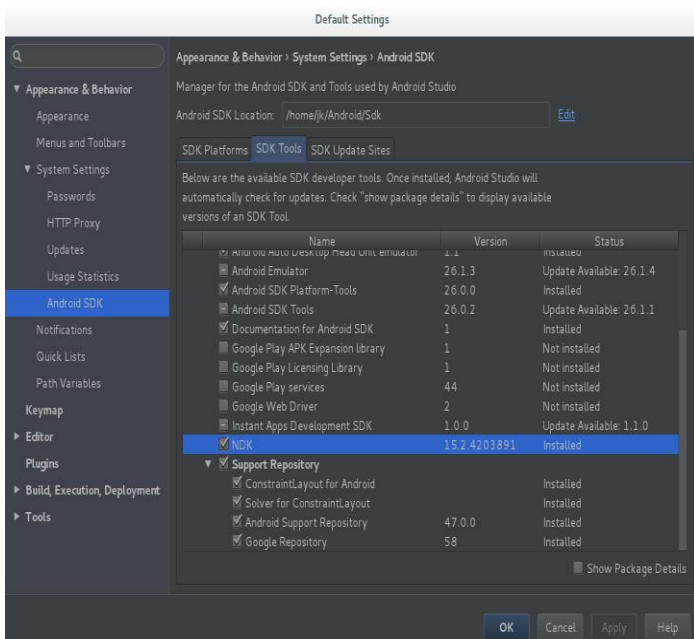 Default Settings
Appearance & Behavior › System Settings › Android SDK
▼ Appearance & Behavior
Appearance
Menus and Toolbars
▼ System Settings
Passwords
HTTP Proxy
Updates
Usage Statistics
Android SDK
Notifications
Quick Lists
Path Variables
Keymap
▶ Editor
Plugins
▶ Build, Execution, Deployment
▶ Tools
Manager for the Android SDK and Tools used by Android Studio
Android SDK Location: /home/jk/Android/Sdk Edit
SDK Platforms SDK Tools SDK Update Sites
Below are the available SDK developer tools. Once installed, Android Studio will
automatically check for updates. Check "show package details" to display available
versions of an SDK Tool.
Name Version Status
Android Auto Desktop Head Unit emulator 1.1 Installed
Android Emulator 26.1.3 Update Available: 26.1.4
Android SDK Platform-Tools 26.0.0 Installed
Android SDK Tools 26.0.2 Update Available: 26.1.1
Documentation for Android SDK 1 Installed
Google Play APK Expansion library 1 Not installed
Google Play Licensing Library 1 Not installed
Google Play services 44 Not installed
Google Web Driver 2 Not installed
Instant Apps Development SDK 1.0.0 Update Available: 1.1.0
NDK 15.2.4203891 Installed
▼ Support Repository
ConstraintLayout for Android Installed
Solver for ConstraintLayout Installed
Android Support Repository 47.0.0 Installed
Google Repository 58 Installed
Show Package Details
OK Cancel Apply Help